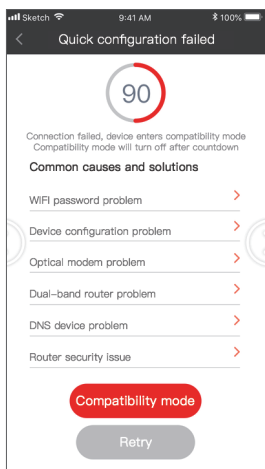 Sketch 9:41 AM 100%
Quick configuration failed
90
Connection failed, device enters compatibility mode
Compatibility mode will turn off after countdown
Common causes and solutions
WIFI password problem
Device configuration problem
Optical modem problem
Dual-band router problem
DNS device problem
Router security issue
Compatibility mode
Retry